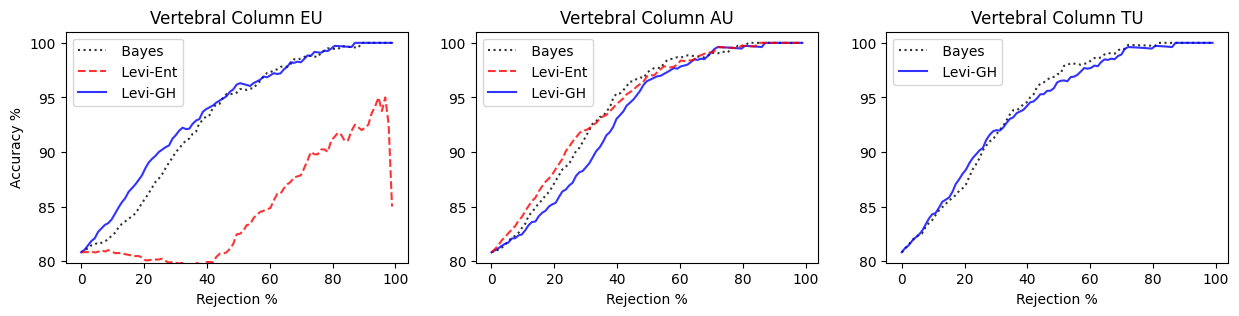 Vertebral Column EU
Accuracy %
100
95
90
85
80
Bayes
Levi-Ent
Levi-GH
0 20 40 60 80 100
Rejection %
Vertebral Column AU
100
95
90
85
80
Bayes
Levi-Ent
Levi-GH
0 20 40 60 80 100
Rejection %
Vertebral Column TU
100
95
90
85
80
Bayes
Levi-GH
0 20 40 60 80 100
Rejection %